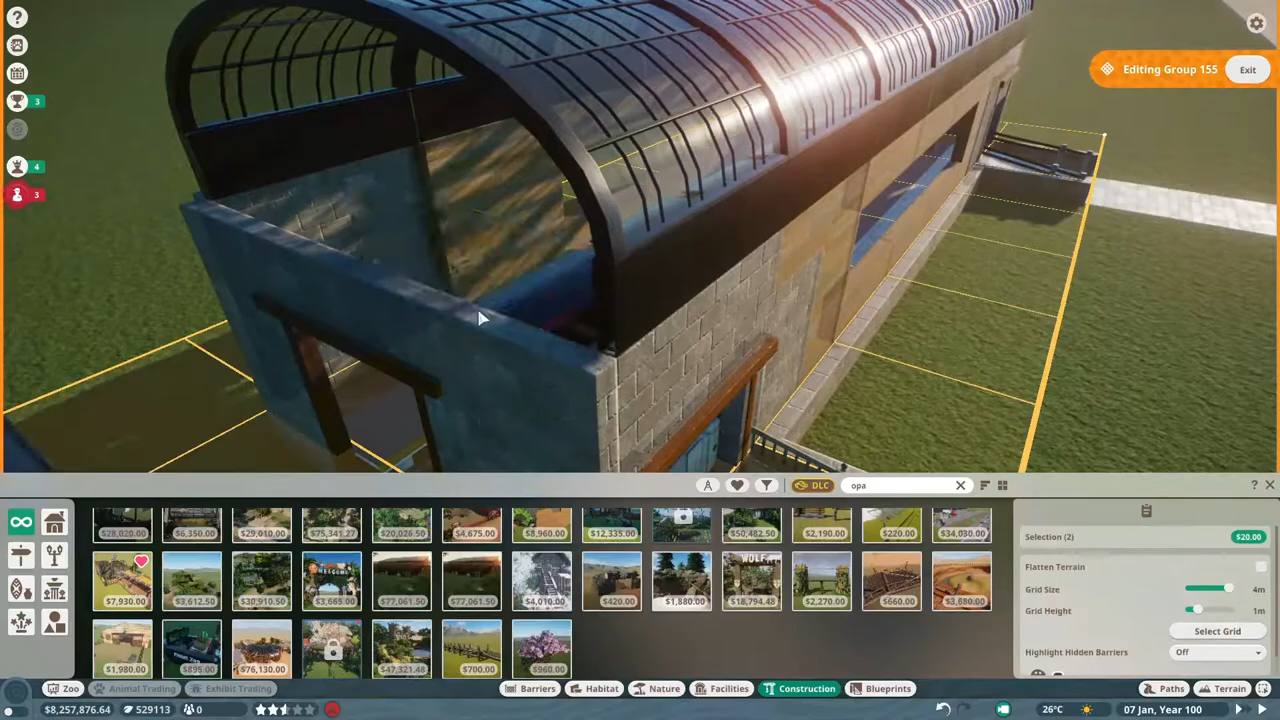 ?
Editing Group 155
Exit
3
4
3
DLC
opa
?
$28,020.00
$6,350.00
$29,010.00
$75,341.27
$20,026.50
$4,675.00
$8,960.00
$12,335.00
$50,482.50
$2,190.00
$220.00
$34,030.00
Selection (2)
$20.00
Flatten Terrain
Grid Size
4m
Grid Height
1m
Select Grid
Highlight Hidden Barriers
Off
WELCOME
WOLF
$7,930.00
$3,612.50
$30,910.50
$3,665.00
$77,061.50
$77,061.50
$4,010.00
$420.00
$1,880.00
$18,794.48
$2,270.00
$660.00
$3,680.00
$1,980.00
$895.00
$76,130.00
$47,321.48
$700.00
$960.00
Zoo
Animal Trading
Exhibit Trading
Barriers
Habitat
Nature
Facilities
Construction
Blueprints
Paths
Terrain
$8,257,876.64
529113
0
26°C
07 Jan, Year 100